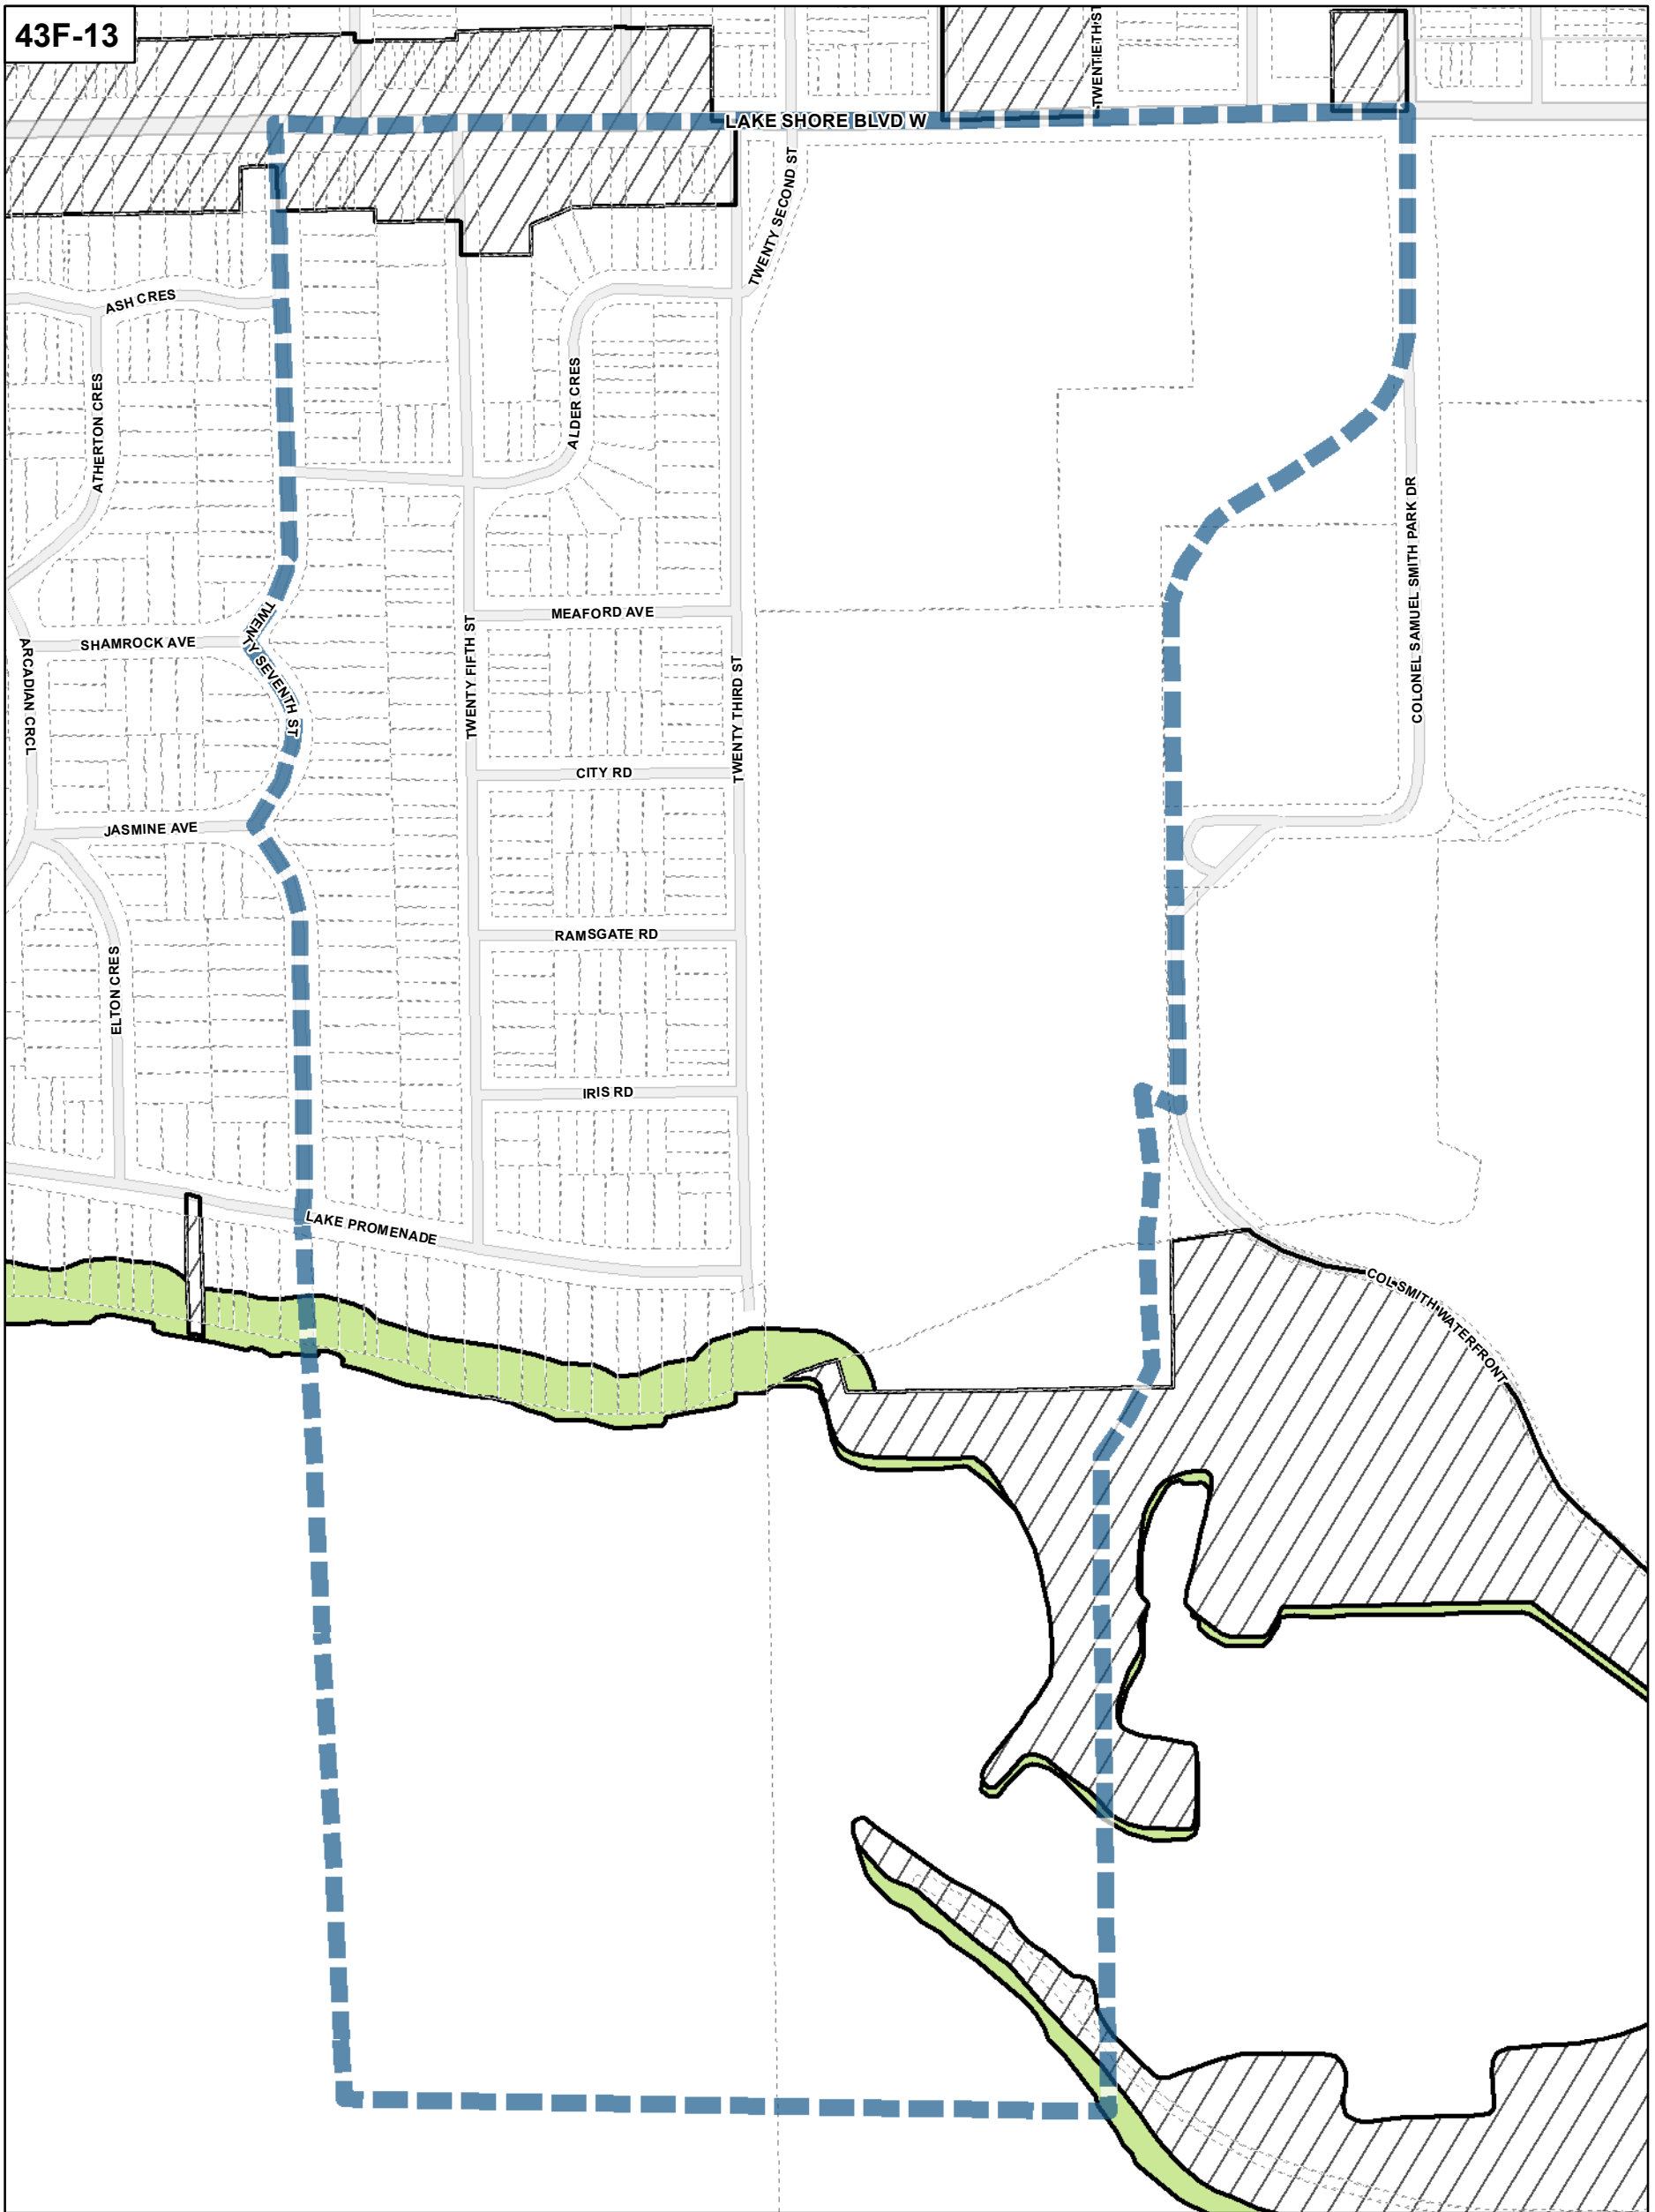 43F-13
TWENTIETH ST
LAKE SHORE BLVD W
TWENTY SECOND ST
ASH CRES
ATHERTON CRES
ALDER CRES
COLONEL SAMUEL SMITH PARK DR
MEAFORD AVE
SHAMROCK AVE
TWENTY SEVENTH ST
ARCADIAN CRCL
TWENTY FIFTH ST
TWENTY THIRD ST
CITY RD
JASMINE AVE
RAMSGATE RD
ELTON CRES
IRIS RD
LAKE PROMENADE
COL SMITH WATERFRONT